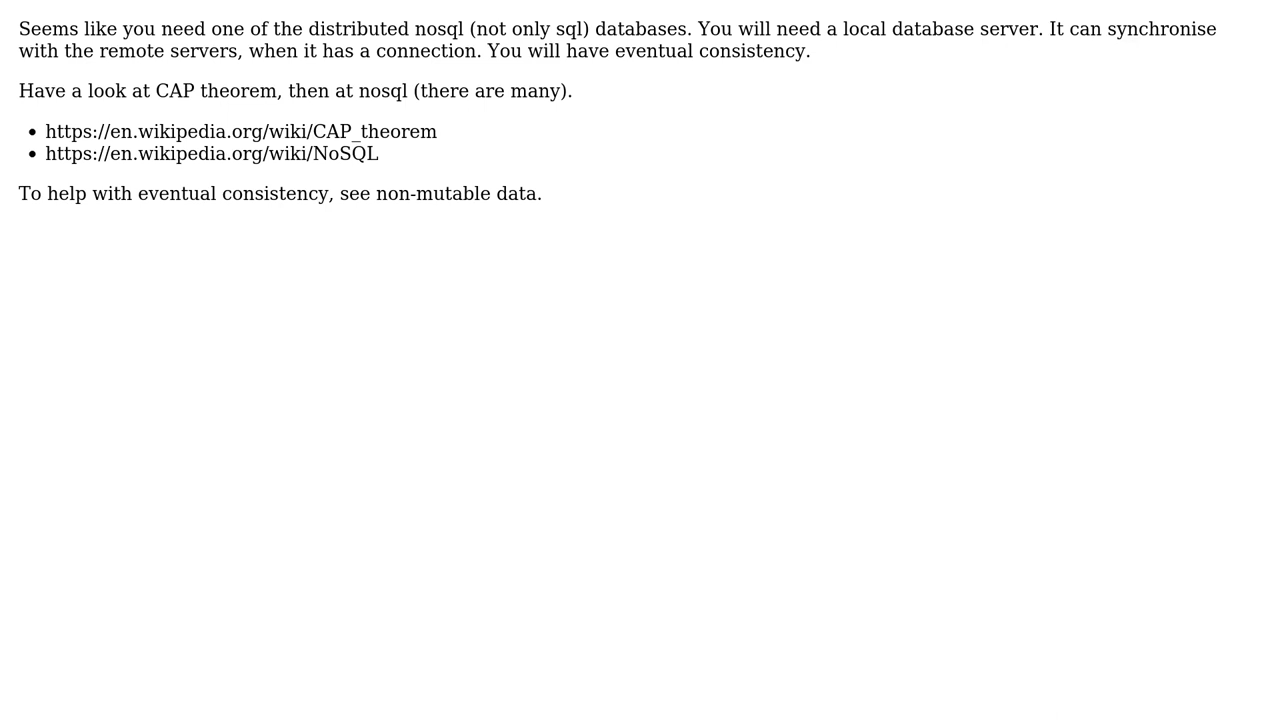 Seems like you need one of the distributed nosql (not only sql) databases. You will need a local database server. It can synchronise
with the remote servers, when it has a connection. You will have eventual consistency.
Have a look at CAP theorem, then at nosql (there are many).
• https://en.wikipedia.org/wiki/CAP_theorem
• https://en.wikipedia.org/wiki/NoSQL
To help with eventual consistency, see non-mutable data.